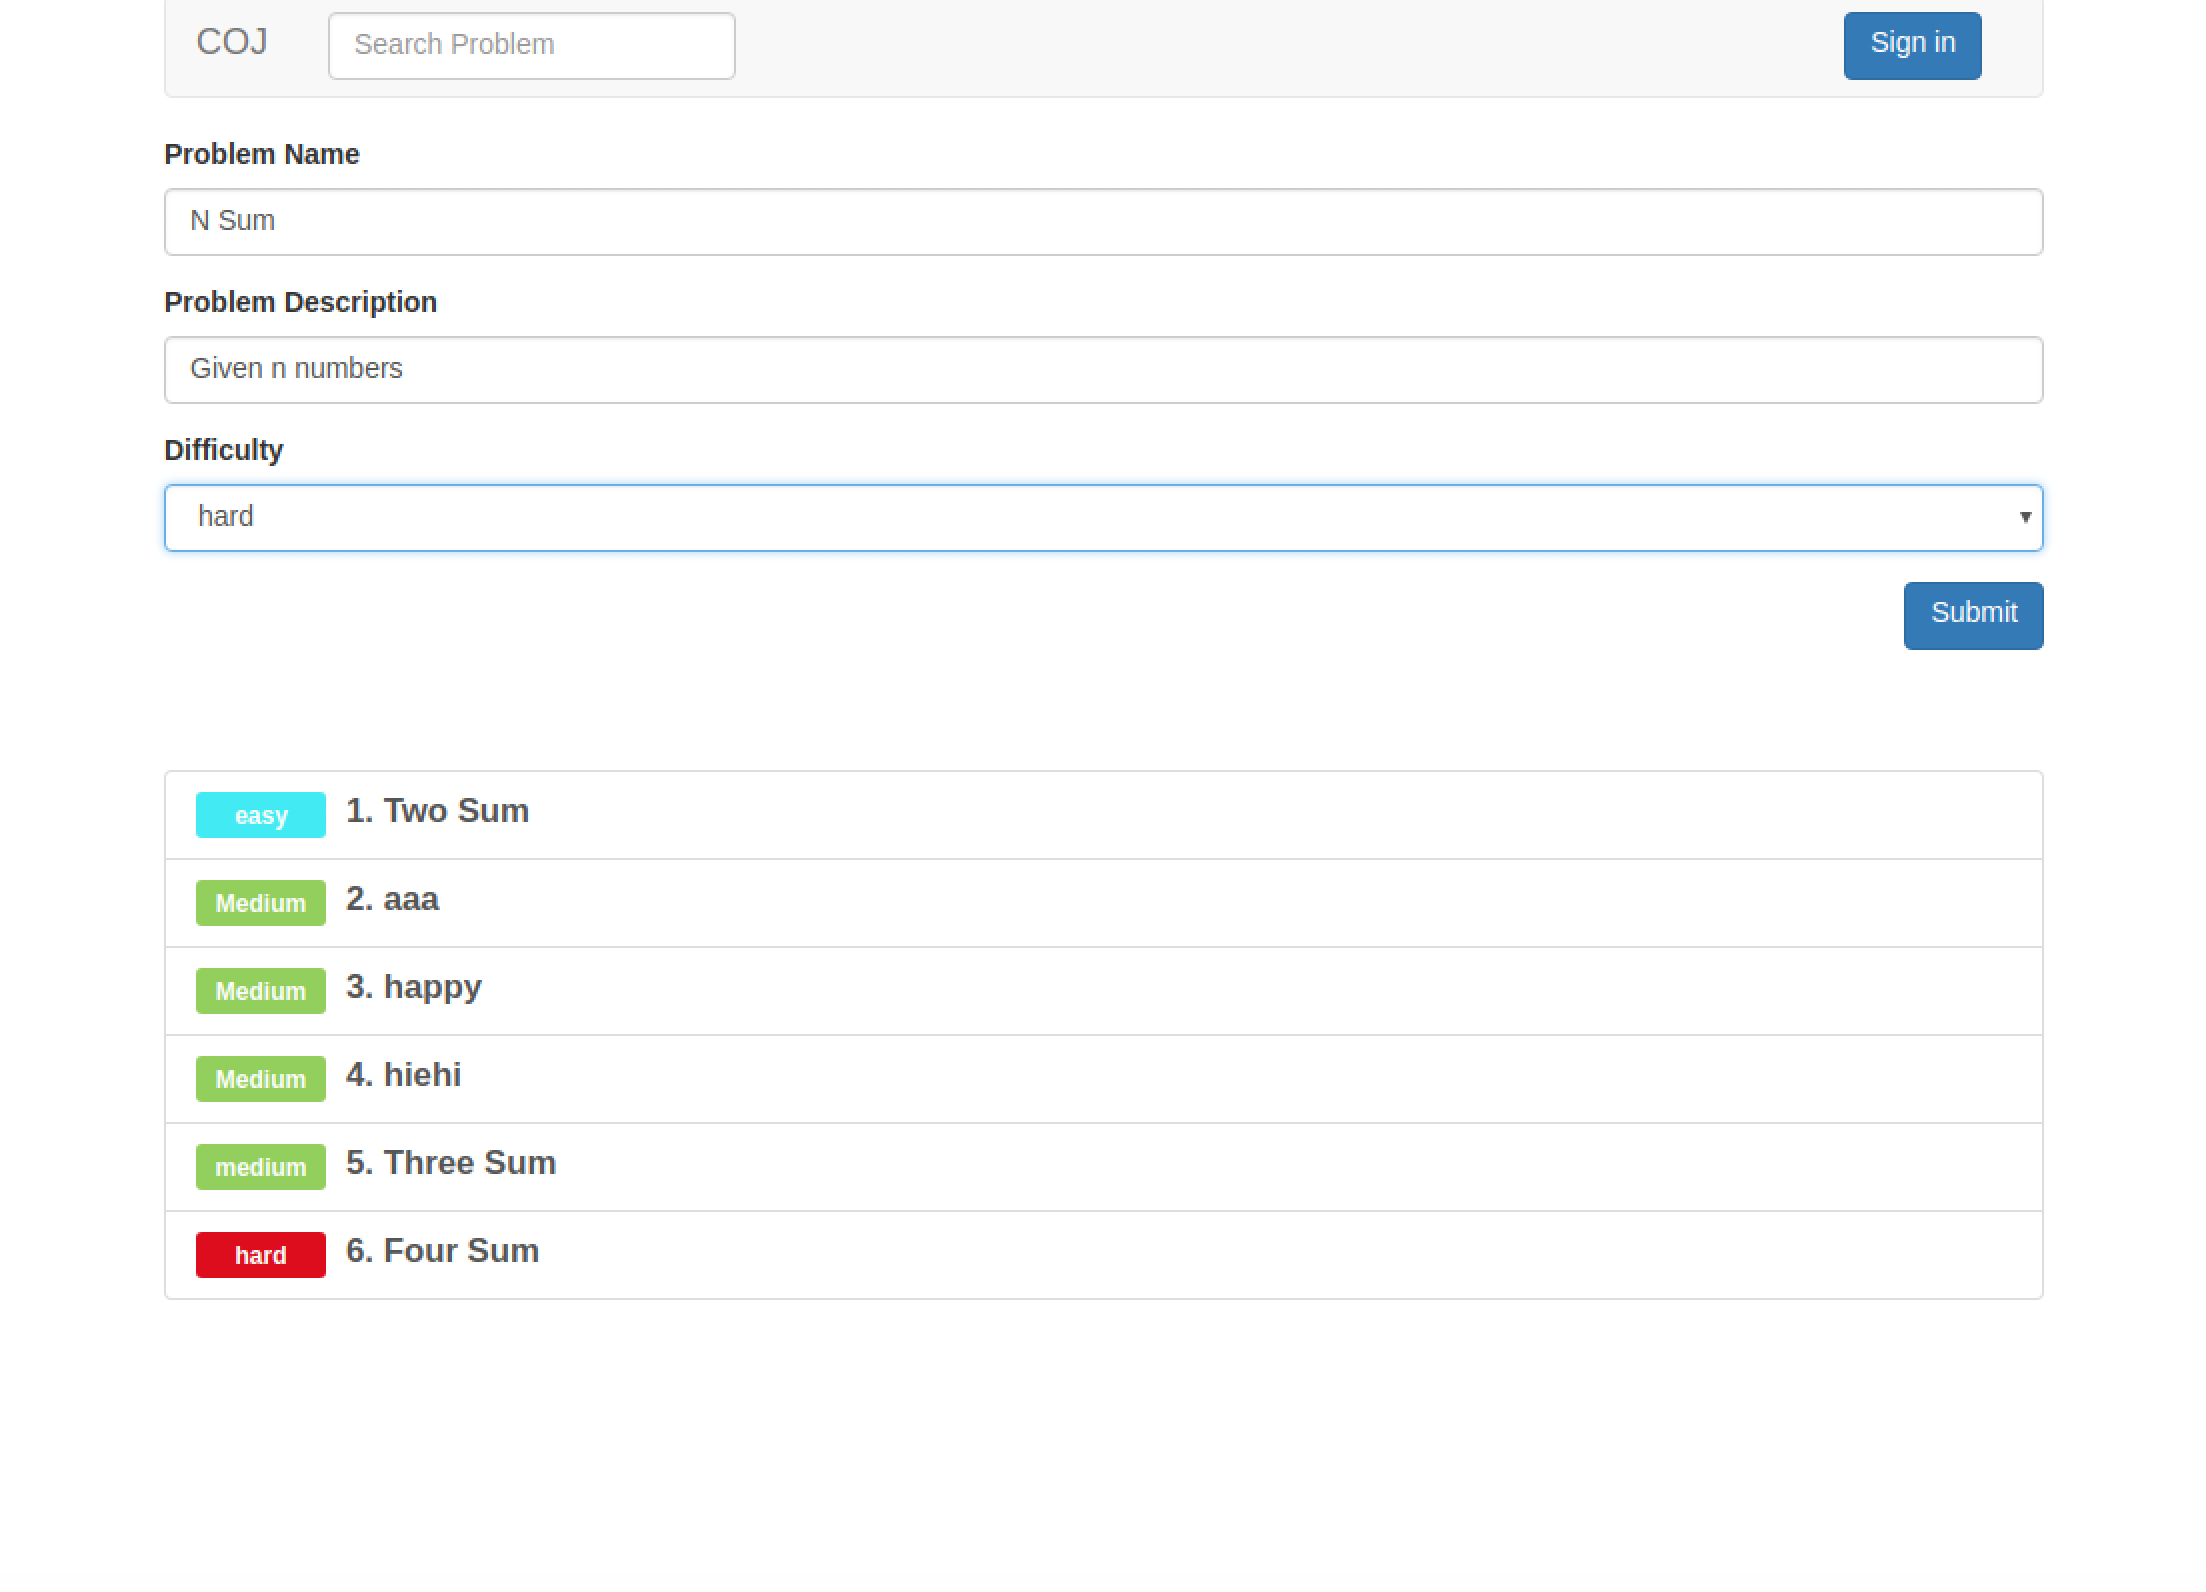 COJ Search Problem Sign in
Problem Name
N Sum
Problem Description
Given n numbers
Difficulty
hard
Submit
easy 1. Two Sum
Medium 2. aaa
Medium 3. happy
Medium 4. hiehi
medium 5. Three Sum
hard 6. Four Sum